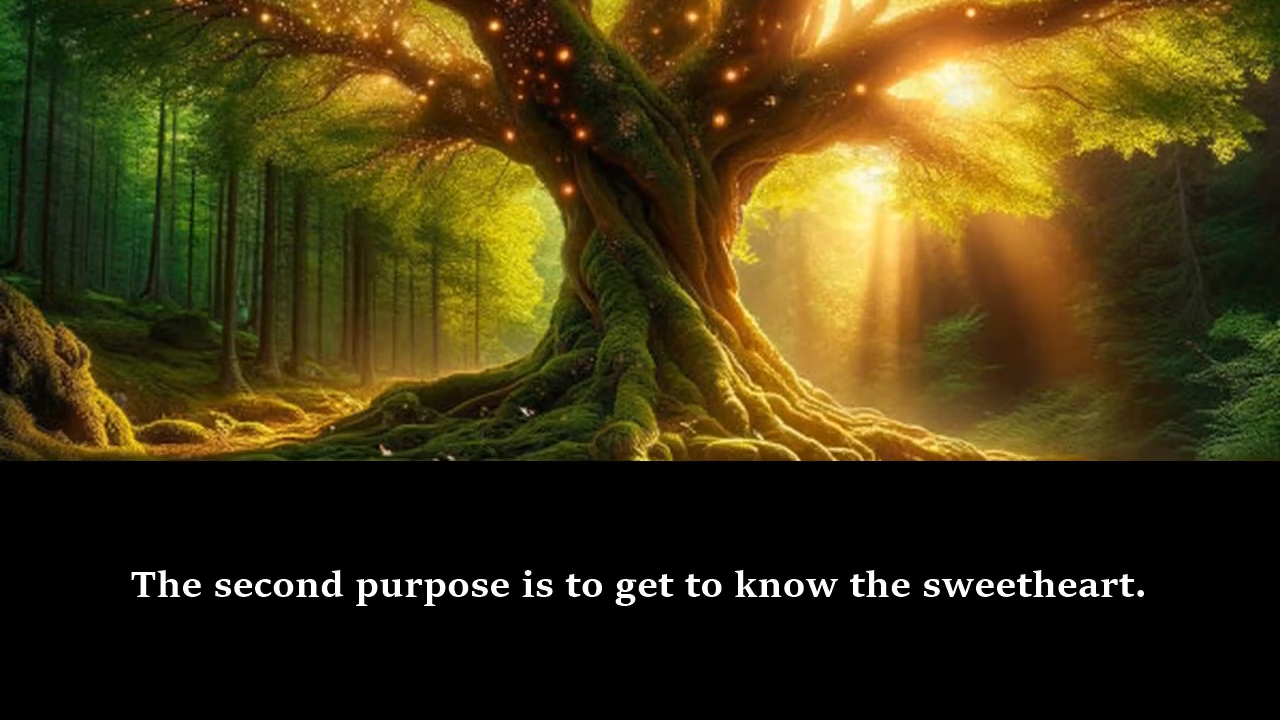 The second purpose is to get to know the sweetheart.